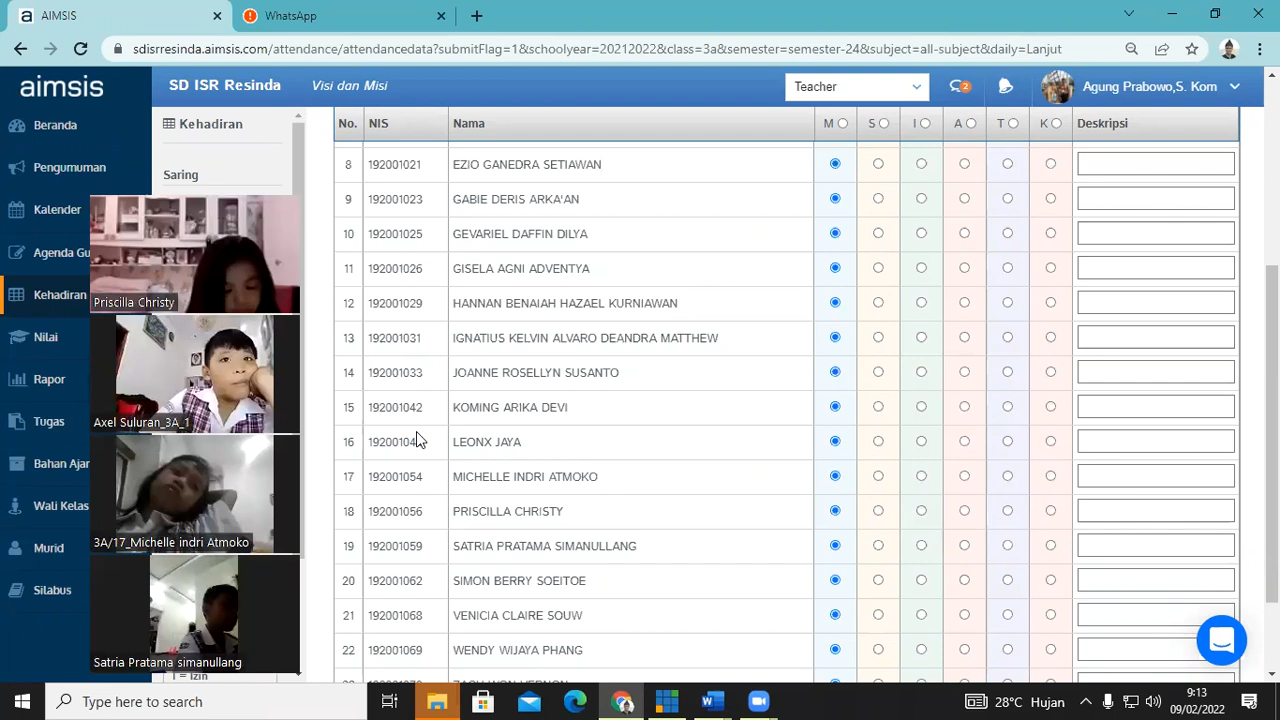 AIMSIS
WhatsApp
sdisrresinda.aimsis.com/attendance/attendancedata?submitFlag=1&schoolyear=20212022&class=3a&semester=semester-24&subject=all-subject&daily=Lanjut
aimsis
SD ISR Resinda
Visi dan Misi
Teacher
2
Agung Prabowo,S. Kom
Beranda
Pengumuman
Kalender
Agenda Gu
Kehadiran
Nilai
Rapor
Tugas
Bahan Ajar
Wali Kelas
Murid
Silabus
Kehadiran
Saring
I = Izin
Priscilla Christy
Axel Suluran_3A_1
3A/17_Michelle indri Atmoko
Satria Pratama simanullang
No. NIS Nama M S I A T K Deskripsi
8 192001021 EZIO GANEDRA SETIAWAN
9 192001023 GABIE DERIS ARKA'AN
10 192001025 GEVARIEL DAFFIN DILYA
11 192001026 GISELA AGNI ADVENTYA
12 192001029 HANNAN BENAIAH HAZAEL KURNIAWAN
13 192001031 IGNATIUS KELVIN ALVARO DEANDRA MATTHEW
14 192001033 JOANNE ROSELLYN SUSANTO
15 192001042 KOMING ARIKA DEVI
16 19200104 LEONX JAYA
17 192001054 MICHELLE INDRI ATMOKO
18 192001056 PRISCILLA CHRISTY
19 192001059 SATRIA PRATAMA SIMANULLANG
20 192001062 SIMON BERRY SOEITOE
21 192001068 VENICIA CLAIRE SOUW
22 192001069 WENDY WIJAYA PHANG
Type here to search
28°C Hujan
9:13
09/02/2022